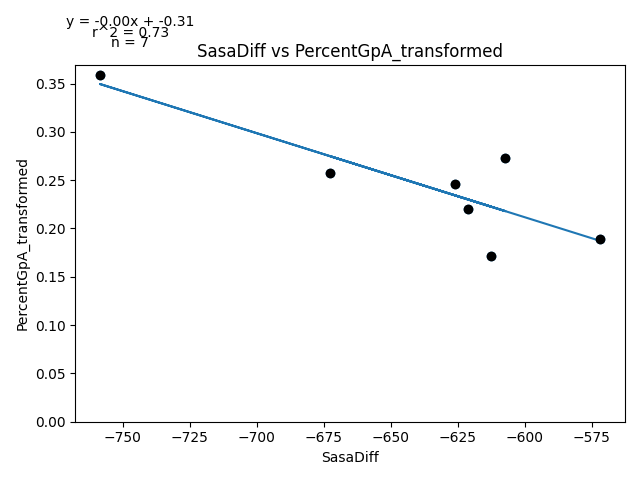 y = -0.00x + -0.31
r^2 = 0.73
n = 7
SasaDiff vs PercentGpA_transformed
PercentGpA_transformed
0.35
0.30
0.25
0.20
0.15
0.10
0.05
0.00
−750 −725 −700 −675 −650 −625 −600 −575
SasaDiff